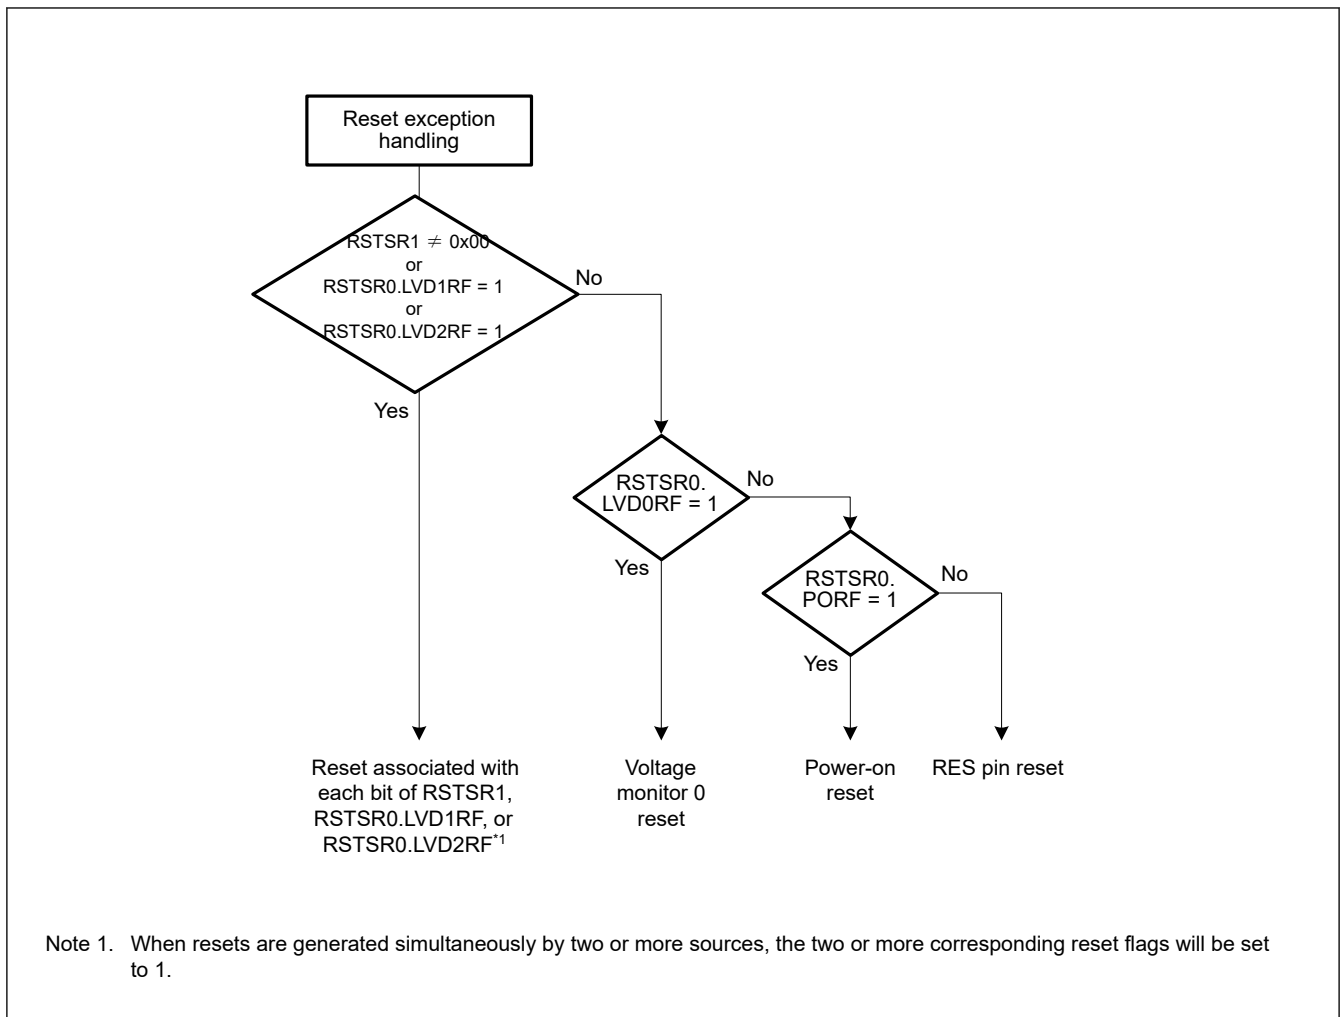 Reset exception
handling
RSTSR1 ≠ 0x00
or
RSTSR0.LVD1RF = 1
or
RSTSR0.LVD2RF = 1
No
Yes
RSTSR0.
LVD0RF = 1
No
Yes
RSTSR0.
PORF = 1
No
Yes
Reset associated with
each bit of RSTSR1,
RSTSR0.LVD1RF, or
RSTSR0.LVD2RF*1
Voltage
monitor 0
reset
Power-on
reset
RES pin reset
Note 1. When resets are generated simultaneously by two or more sources, the two or more corresponding reset flags will be set
to 1.